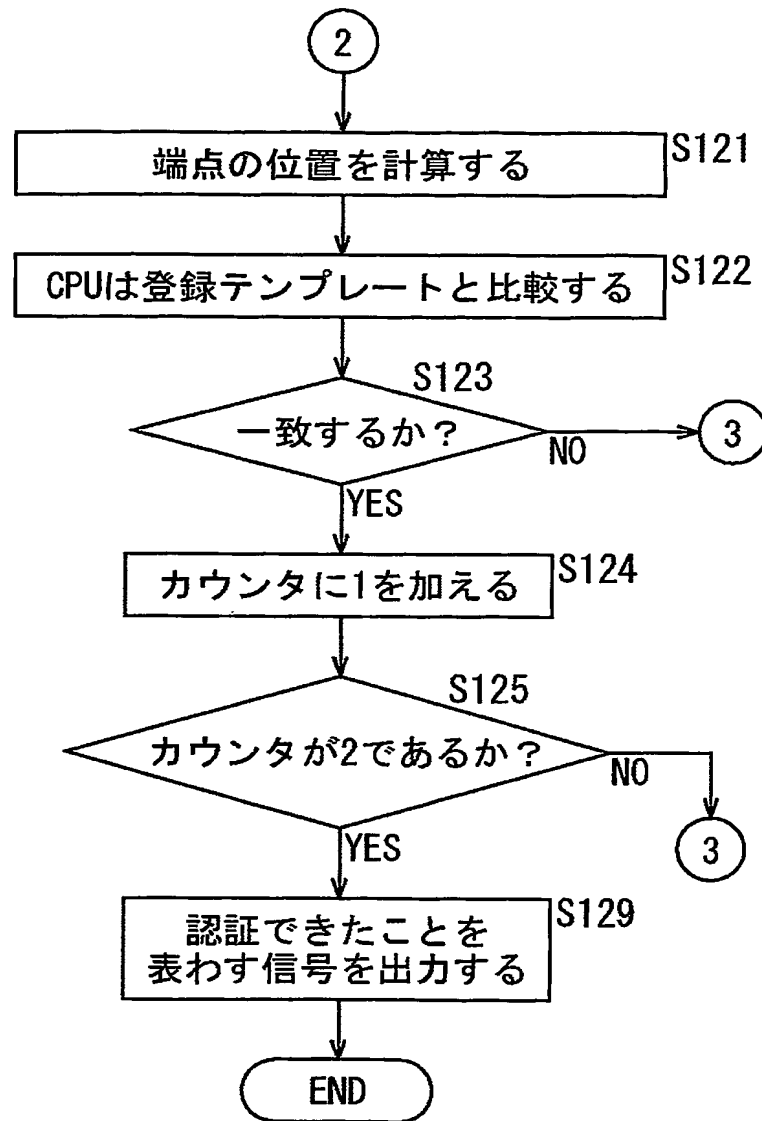 2
端点の位置を計算する
S121
CPUは登録テンプレートと比較する
S122
S123
一致するか?
NO
3
YES
カウンタに1を加える
S124
S125
カウンタが2であるか?
NO
3
YES
認証できたことを
表わす信号を出力する
S129
END